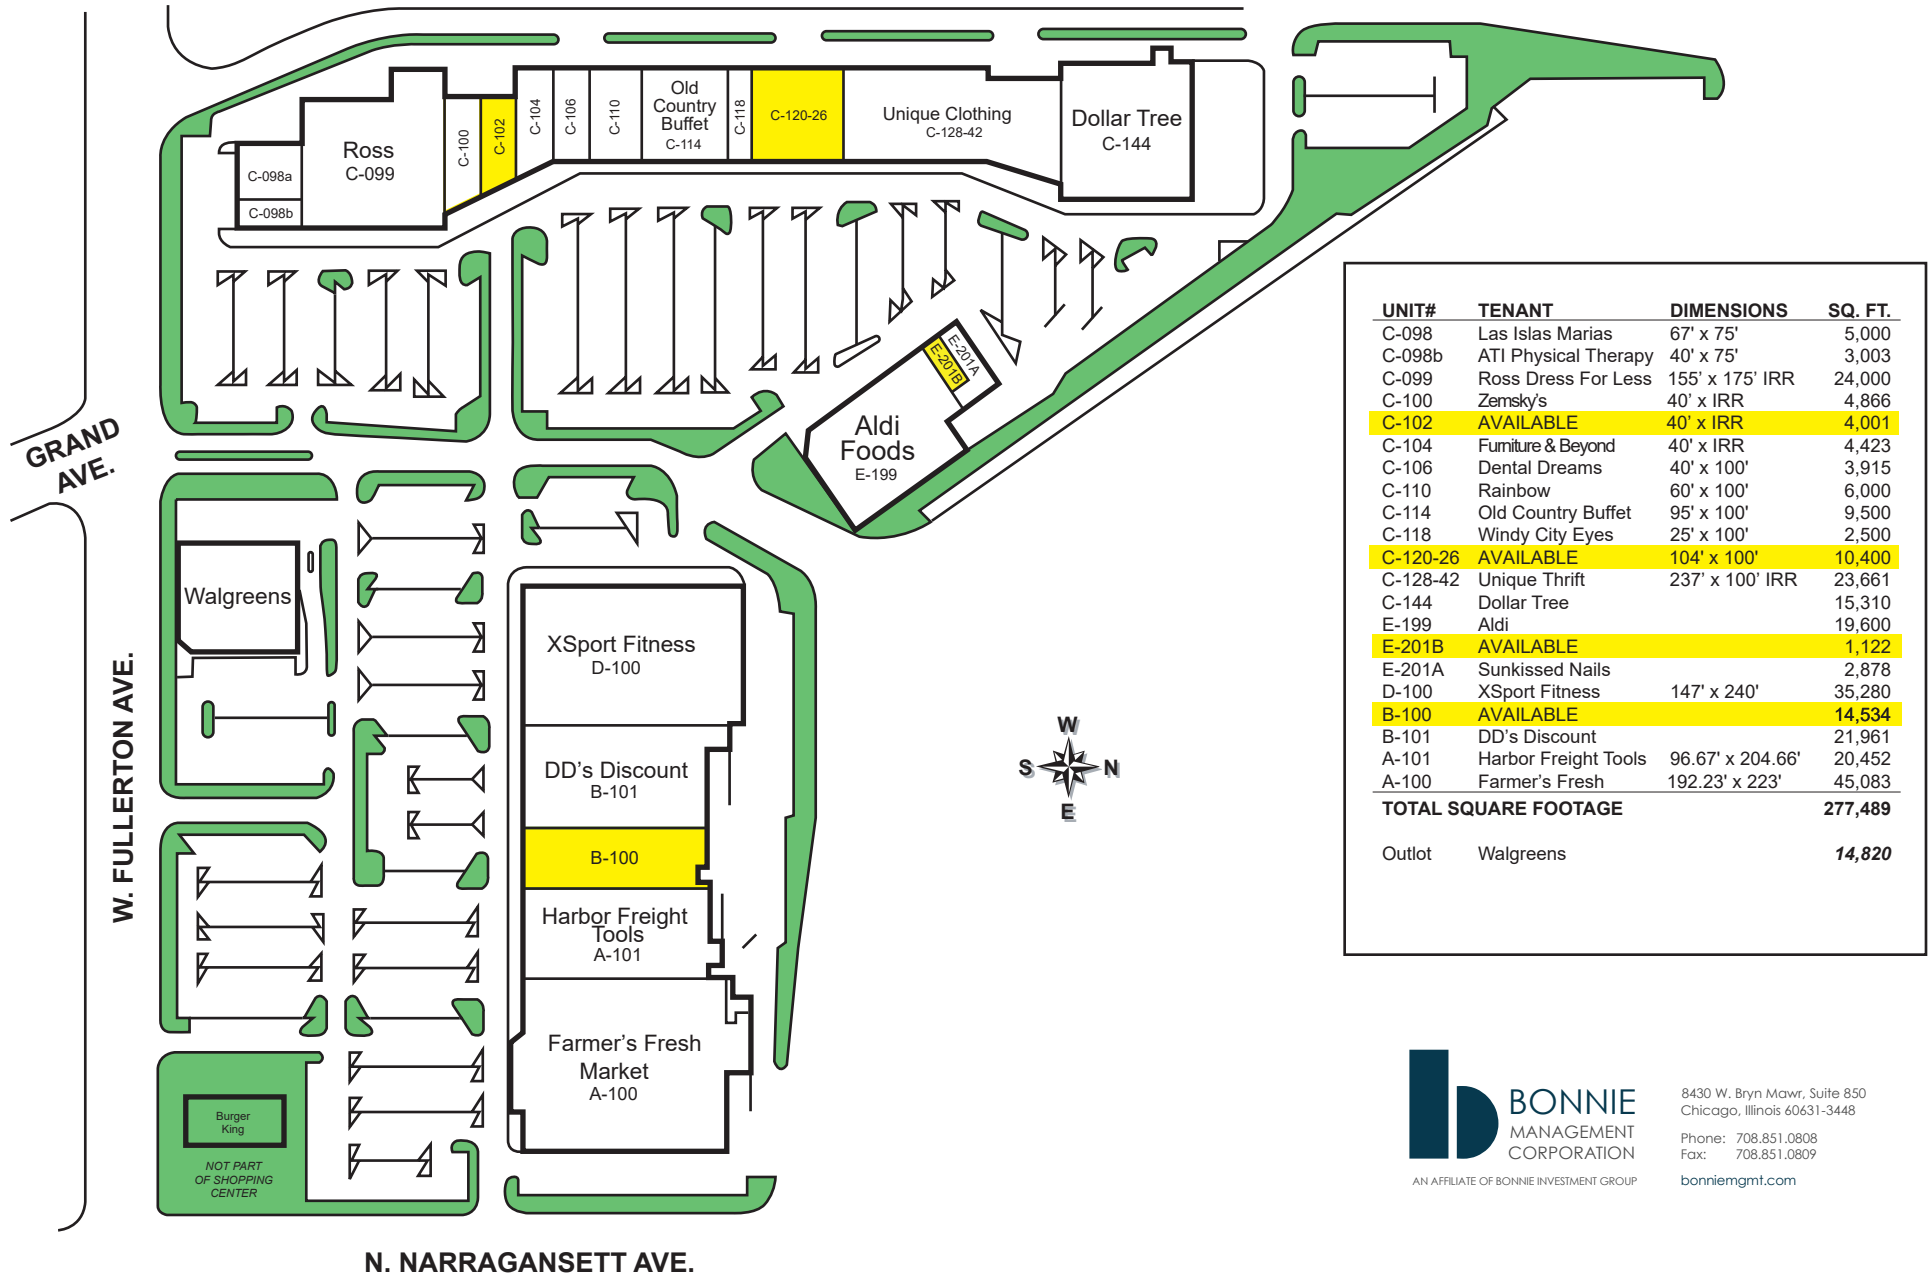 C-098a
C-098b
Ross
C-099
C-100
C-102
C-104
C-106
C-110
Old
Country
Buffet
C-114
C-118
C-120-26
Unique Clothing
C-128-42
Dollar Tree
C-144
E-201A
E-201B
Aldi
Foods
E-199
GRAND
AVE.
Walgreens
W. FULLERTON AVE.
XSport Fitness
D-100
DD's Discount
B-101
B-100
Harbor Freight
Tools
A-101
Farmer's Fresh
Market
A-100
Burger
King
NOT PART
OF SHOPPING
CENTER
N. NARRAGANSETT AVE.
W
S N
E
UNIT# TENANT DIMENSIONS SQ. FT.
C-098 Las Islas Marias 67' x 75' 5,000
C-098b ATI Physical Therapy 40' x 75' 3,003
C-099 Ross Dress For Less 155' x 175' IRR 24,000
C-100 Zemsky's 40' x IRR 4,866
C-102 AVAILABLE 40' x IRR 4,001
C-104 Furniture & Beyond 40' x IRR 4,423
C-106 Dental Dreams 40' x 100' 3,915
C-110 Rainbow 60' x 100' 6,000
C-114 Old Country Buffet 95' x 100' 9,500
C-118 Windy City Eyes 25' x 100' 2,500
C-120-26 AVAILABLE 104' x 100' 10,400
C-128-42 Unique Thrift 237' x 100' IRR 23,661
C-144 Dollar Tree 15,310
E-199 Aldi 19,600
E-201B AVAILABLE 1,122
E-201A Sunkissed Nails 2,878
D-100 XSport Fitness 147' x 240' 35,280
B-100 AVAILABLE 14,534
B-101 DD's Discount 21,961
A-101 Harbor Freight Tools 96.67' x 204.66' 20,452
A-100 Farmer's Fresh 192.23' x 223' 45,083
TOTAL SQUARE FOOTAGE 277,489
Outlot Walgreens 14,820
b
BONNIE
MANAGEMENT
CORPORATION
AN AFFILIATE OF BONNIE INVESTMENT GROUP
8430 W. Bryn Mawr, Suite 850
Chicago, Illinois 60631-3448
Phone: 708.851.0808
Fax: 708.851.0809
bonniemgmt.com